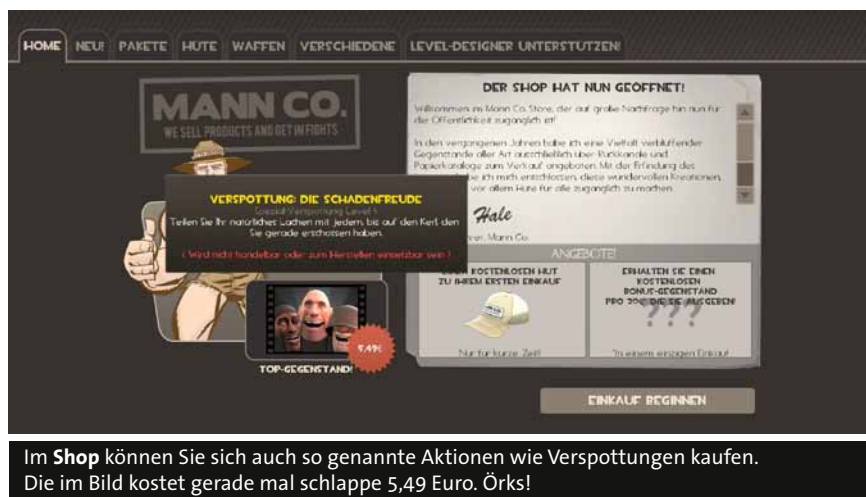 HOME NEU! PAKETE HÜTE WAFFEN VERSCHIEDENE LEVEL-DESIGNER UNTERSTÜTZEN!
MANN CO.
WE SELL PRODUCTS AND GET IN FIGHTS
DER SHOP HAT NUN GEÖFFNET!
Willkommen im Mann Co. Store, der auf große Nachfrage hin nun für
die Öffentlichkeit zugänglich ist!
In den vergangenen Jahren habe ich eine Vielfalt verblüffender
Gegenstände aller Art ausschließlich über Rückkande und
Papierkataloge zum Verkauf angeboten. Mit der Erfindung des
be ich mich entschlossen, diese wundervollen Kreationen,
vor allem Hüte für alle zugänglich zu machen.
Hale
Mann Co.
VERSPOTTUNG: DIE SCHADENFREUDE
Spezial Verspottung Level 5
Teilen Sie Ihr natürliches Lachen mit jedem, bis auf den Kerl, den
Sie gerade erschossen haben.
( Wird nicht handelbar oder zum Herstellen einsetzbar sein )
5,49€
TOP-GEGENSTAND!
ANGEBOTE!
KOSTENLOSEN HUT
ZU IHREM ERSTEN EINKAUF
Nur für kurze Zeit!
ERHALTEN SIE EINEN
KOSTENLOSEN
BONUS-GEGENSTAND
PRO 20€ DIE SIE AUSGEBEN!
???
*In einem einzigen Einkauf
EINKAUF BEGINNEN
Im Shop können Sie sich auch so genannte Aktionen wie Verspottungen kaufen.
Die im Bild kostet gerade mal schlappe 5,49 Euro. Örks!